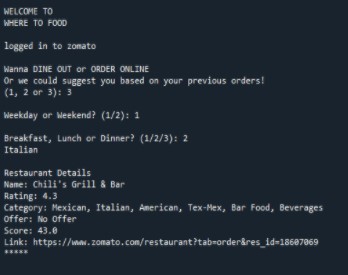 WELCOME TO
WHERE TO FOOD
logged in to zomato
Wanna DINE OUT or ORDER ONLINE
Or we could suggest you based on your previous orders!
(1, 2 or 3): 3
Weekday or Weekend? (1/2): 1
Breakfast, Lunch or Dinner? (1/2/3): 2
Italian
Restaurant Details
Name: Chili's Grill & Bar
Rating: 4.3
Category: Mexican, Italian, American, Tex-Mex, Bar Food, Beverages
Offer: No Offer
Score: 43.0
Link: https://www.zomato.com/restaurant?tab=order&res_id=18607069
*****